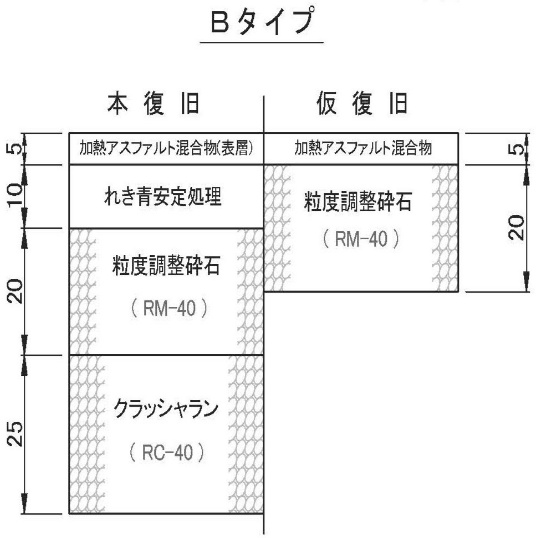 Bタイプ
本復旧
仮復旧
5
加熱アスファルト混合物(表層)
加熱アスファルト混合物
5
10
れき青安定処理
粒度調整砕石
(RM-40)
20
20
粒度調整砕石
(RM-40)
25
クラッシャラン
(RC-40)